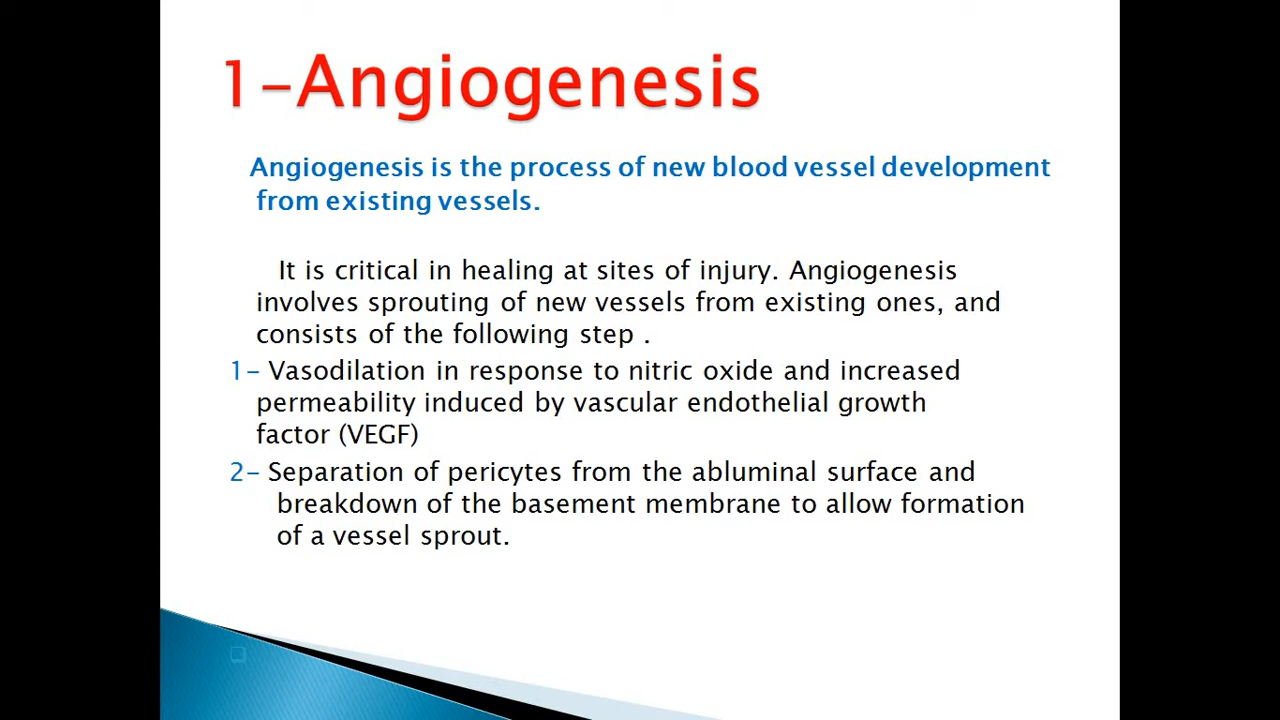 1-Angiogenesis
Angiogenesis is the process of new blood vessel development
from existing vessels.
It is critical in healing at sites of injury. Angiogenesis
involves sprouting of new vessels from existing ones, and
consists of the following step .
1- Vasodilation in response to nitric oxide and increased
permeability induced by vascular endothelial growth
factor (VEGF)
2- Separation of pericytes from the abluminal surface and
breakdown of the basement membrane to allow formation
of a vessel sprout.